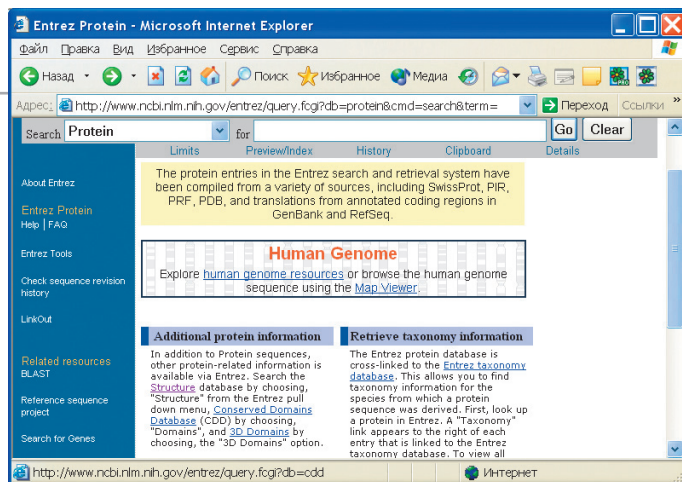 Entrez Protein - Microsoft Internet Explorer
Файл Правка Вид Избранное Сервис Справка
Назад Поиск Избранное Медиа
Адрес: http://www.ncbi.nlm.nih.gov/entrez/query.fcgi?db=protein&cmd=search&term= Переход Ссылки »
Search Protein for Go Clear
Limits Preview/Index History Clipboard Details
About Entrez
Entrez Protein
Help | FAQ
Entrez Tools
Check sequence revision
history
LinkOut
Related resources
BLAST
Reference sequence
project
Search for Genes
The protein entries in the Entrez search and retrieval system have
been compiled from a variety of sources, including SwissProt, PIR,
PRF, PDB, and translations from annotated coding regions in
GenBank and RefSeq.
Human Genome
Explore human genome resources or browse the human genome
sequence using the Map Viewer.
Additional protein information
In addition to Protein sequences,
other protein-related information is
available via Entrez. Search the
Structure database by choosing,
"Structure" from the Entrez pull
down menu, Conserved Domains
Database (CDD) by choosing,
"Domains", and 3D Domains by
choosing, the "3D Domains" option.
Retrieve taxonomy information
The Entrez protein database is
cross-linked to the Entrez taxonomy
database. This allows you to find
taxonomy information for the
species from which a protein
sequence was derived. First, look up
a protein in Entrez. A "Taxonomy"
link appears to the right of each
entry that is linked to the Entrez
taxonomy database. To view all
http://www.ncbi.nlm.nih.gov/entrez/query.fcgi?db=cdd Интернет